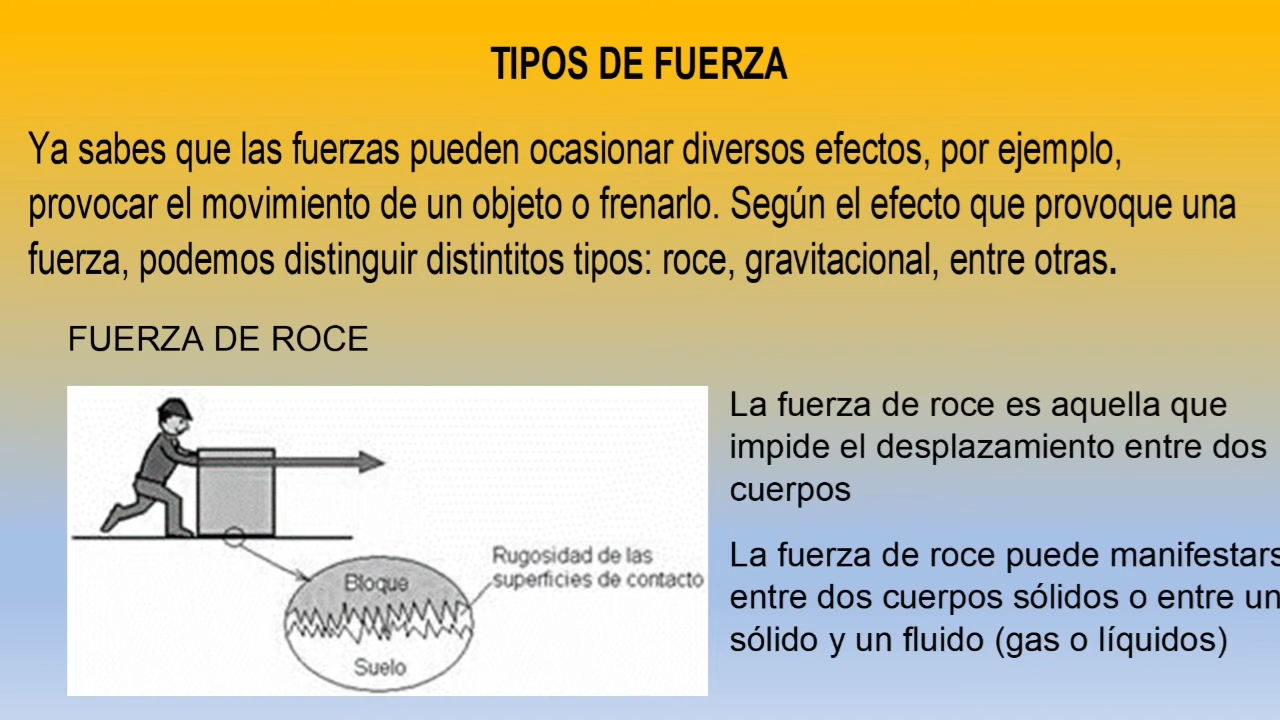 TIPOS DE FUERZA
Ya sabes que las fuerzas pueden ocasionar diversos efectos, por ejemplo,
provocar el movimiento de un objeto o frenarlo. Según el efecto que provoque una
fuerza, podemos distinguir distintitos tipos: roce, gravitacional, entre otras.
FUERZA DE ROCE
La fuerza de roce es aquella que
impide el desplazamiento entre dos
cuerpos
La fuerza de roce puede manifestars
entre dos cuerpos sólidos o entre un
sólido y un fluido (gas o líquidos)
Rugosidad de las
superficies de contacto
Bloque
Suelo